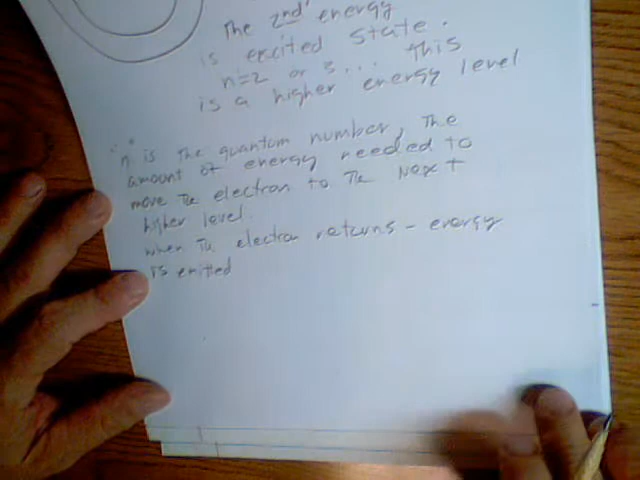 The 2nd energy
is excited state.
n=2 or 3... this
is a higher energy level
"n" is the quantum number, The
amount of energy needed to
move The electron to The next
higher level.
when The electron returns - energy
is emitted